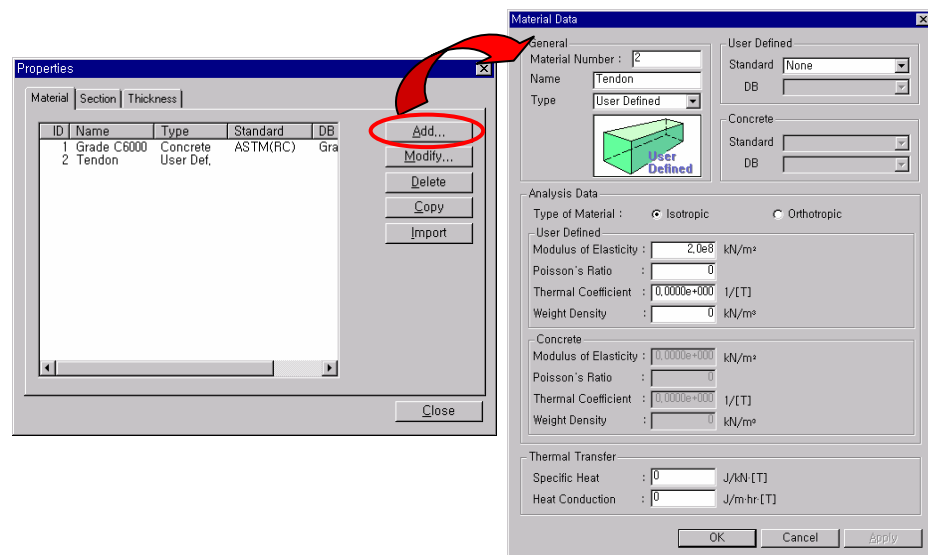 Properties
Material Section Thickness
ID Name Type Standard DB
1 Grade C6000 Concrete ASTM(RC) Gra
2 Tendon User Def,
Add...
Modify...
Delete
Copy
Import
Close
Material Data
General
Material Number : 2
Name Tendon
Type User Defined
User
Defined
User Defined
Standard None
DB
Concrete
Standard
DB
Analysis Data
Type of Material : Isotropic Orthotropic
User Defined
Modulus of Elasticity : 2,0e8 kN/m²
Poisson's Ratio : 0
Thermal Coefficient : 0,0000e+000 1/[T]
Weight Density : 0 kN/m³
Concrete
Modulus of Elasticity : 0,0000e+000 kN/m²
Poisson's Ratio : 0
Thermal Coefficient : 0,0000e+000 1/[T]
Weight Density : 0 kN/m³
Thermal Transfer
Specific Heat : 0 J/kN·[T]
Heat Conduction : 0 J/m·hr·[T]
OK Cancel Apply